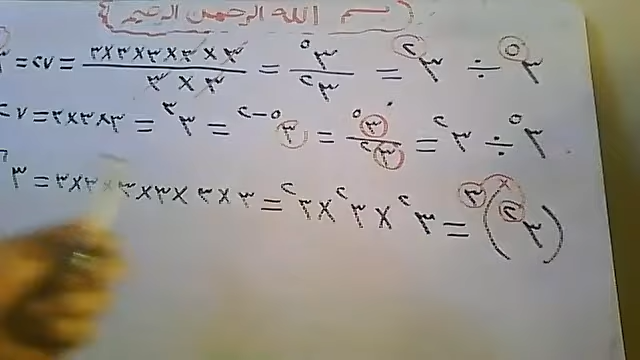 بسم الله الرحمن الرحيم
٣^٥ ÷ ٣^٢ = ٣^٥/٣^٢ = ٣×٣×٣×٣×٣/٣×٣ = ٢٧ =
٣^٥ ÷ ٣^٢ = ٣^٥/٣^٢ = ٣^٥-٢ = ٣^٣ = ٣×٣×٣ = ٢٧
(٣^٢)^٣ = ٣^٢ × ٣^٢ × ٣^٢ = ٣×٣×٣×٣×٣×٣ = ٣^٦